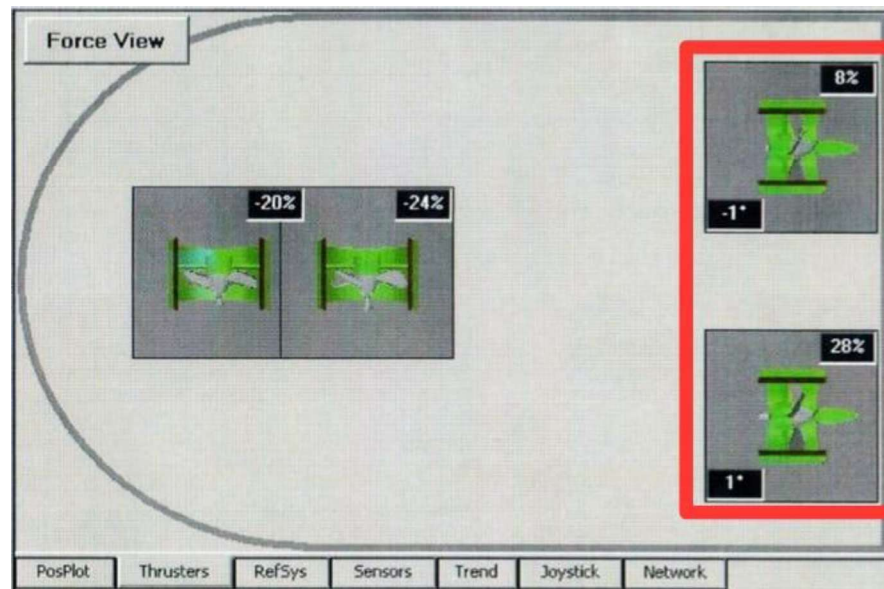 Force View
8%
-1°
-20%
-24%
28%
1°
PosPlot
Thrusters
RefSys
Sensors
Trend
Joystick
Network